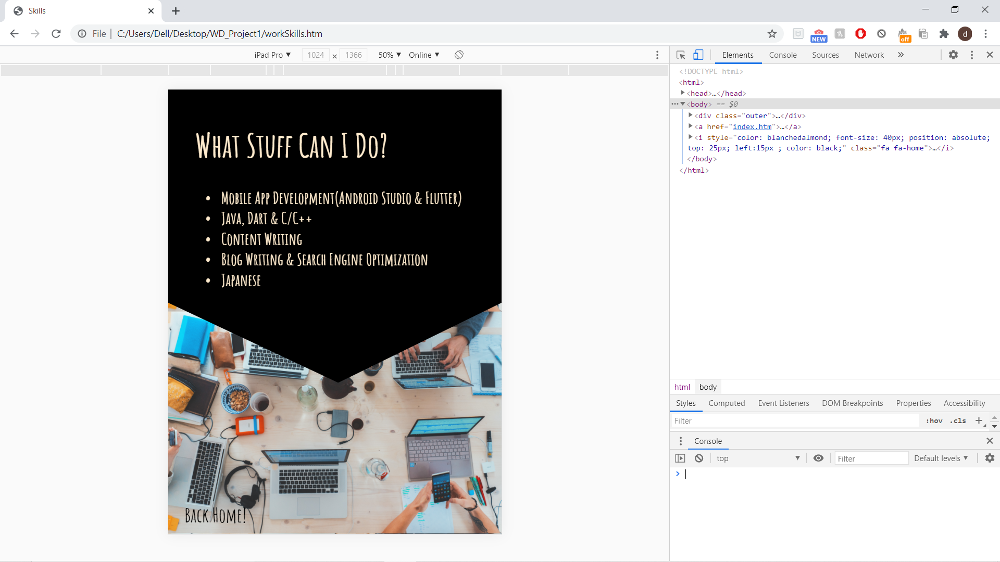 Skills
File
C:/Users/Dell/Desktop/WD_Project1/workSkills.htm
NEW
off
d
iPad Pro ▼ 1024 × 1366 50% ▼ Online ▼
Elements Console Sources Network »
<!DOCTYPE html>
<html>
▶<head>…</head>
•••▼<body> == $0
▶<div class="outer">…</div>
▶<a href="index.htm">…</a>
▶<i style="color: blanchedalmond; font-size: 40px; position: absolute;
top: 25px; left:15px ; color: black;" class="fa fa-home">…</i>
</body>
</html>
What Stuff Can I Do?
• Mobile App Development(Android Studio & Flutter)
• Java, Dart & C/C++
• Content Writing
• Blog Writing & Search Engine Optimization
• Japanese
Back Home!
html body
Styles Computed Event Listeners DOM Breakpoints Properties Accessibility
Filter :hov .cls +
Console
top ▼ Filter Default levels ▼
>